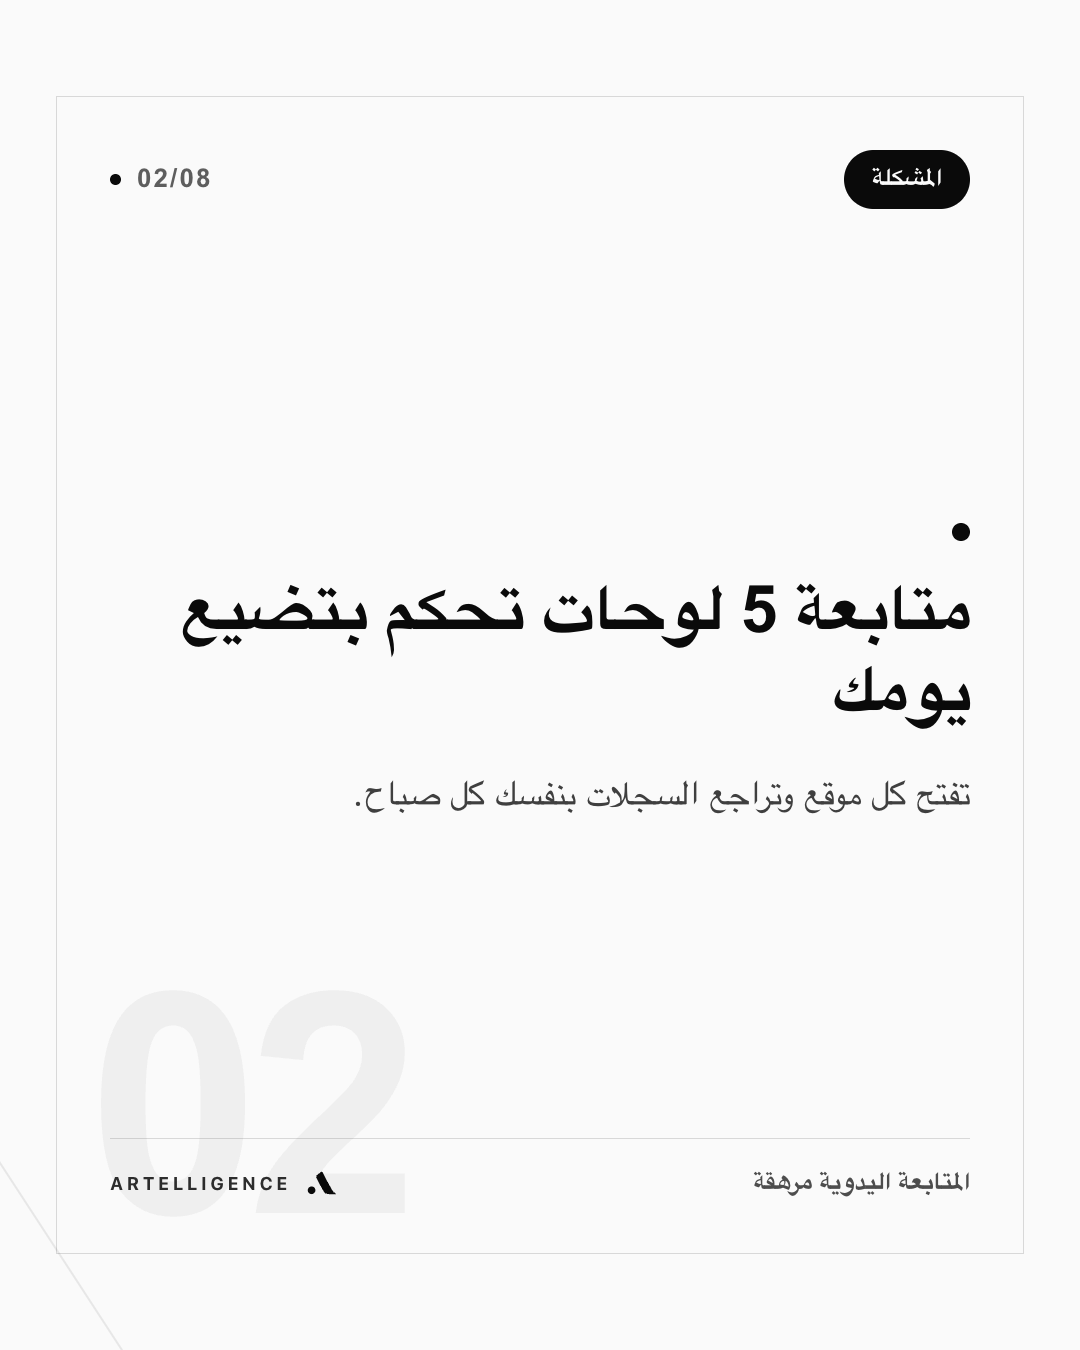 المشكلة
02/08
متابعة 5 لوحات تحكم بتضيع
يومك
تفتح كل موقع وتراجع السجلات بنفسك كل صباح.
02
المتابعة اليدوية مرهقة
ARTELLIGENCE